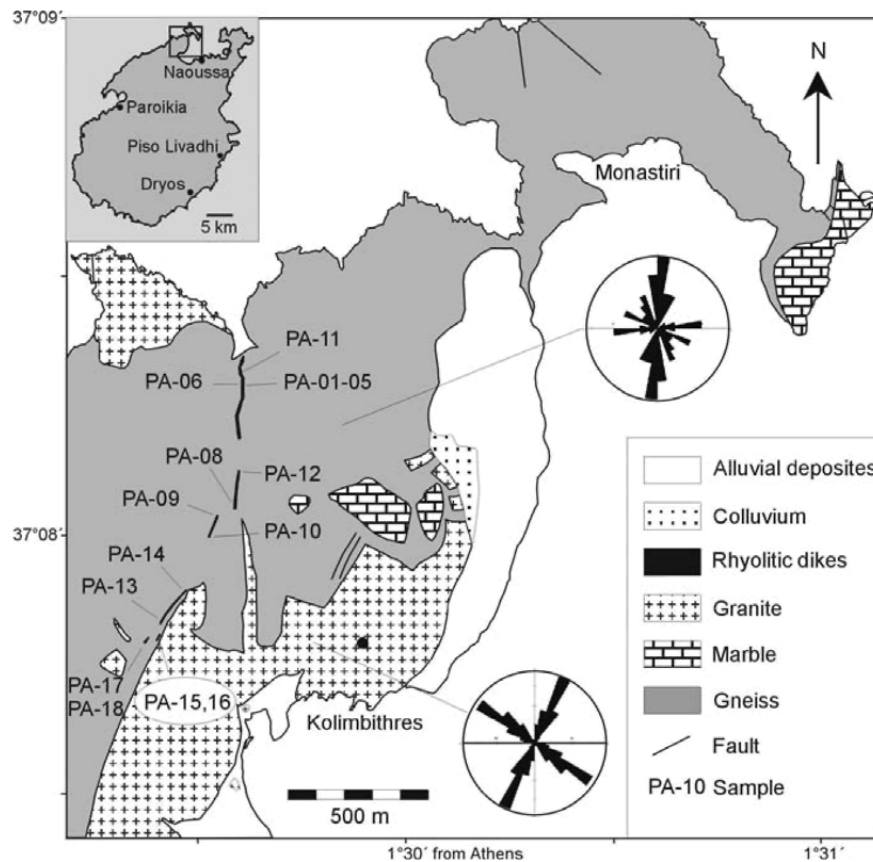 37°09´
Naoussa
Paroikia
Piso Livadhi
Dryos
5 km
N
Monastiri
PA-11
PA-06
PA-01-05
PA-08
PA-12
PA-09
PA-10
37°08´
PA-14
PA-13
PA-17
PA-18
PA-15,16
Kolimbithres
500 m
Alluvial deposites
Colluvium
Rhyolitic dikes
Granite
Marble
Gneiss
Fault
PA-10 Sample
1°30´ from Athens
1°31´